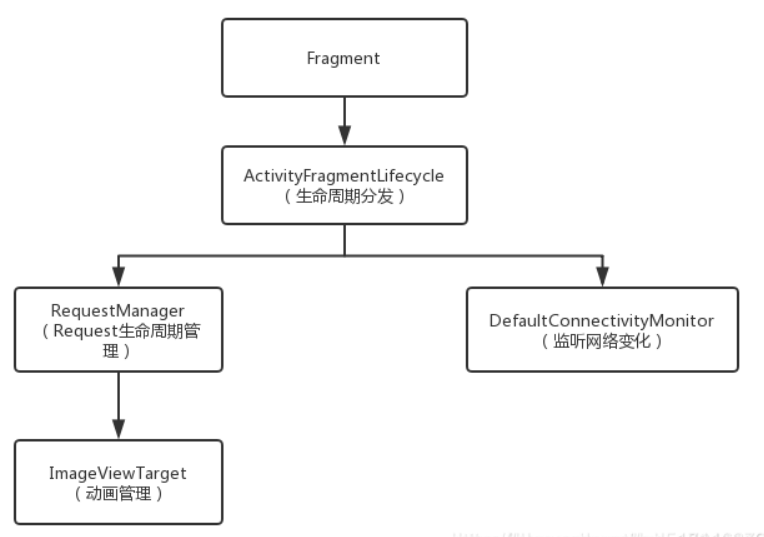 Fragment
ActivityFragmentLifecycle
（生命周期分发）
RequestManager
（Request生命周期管
理）
DefaultConnectivityMonitor
（监听网络变化）
ImageViewTarget
（动画管理）